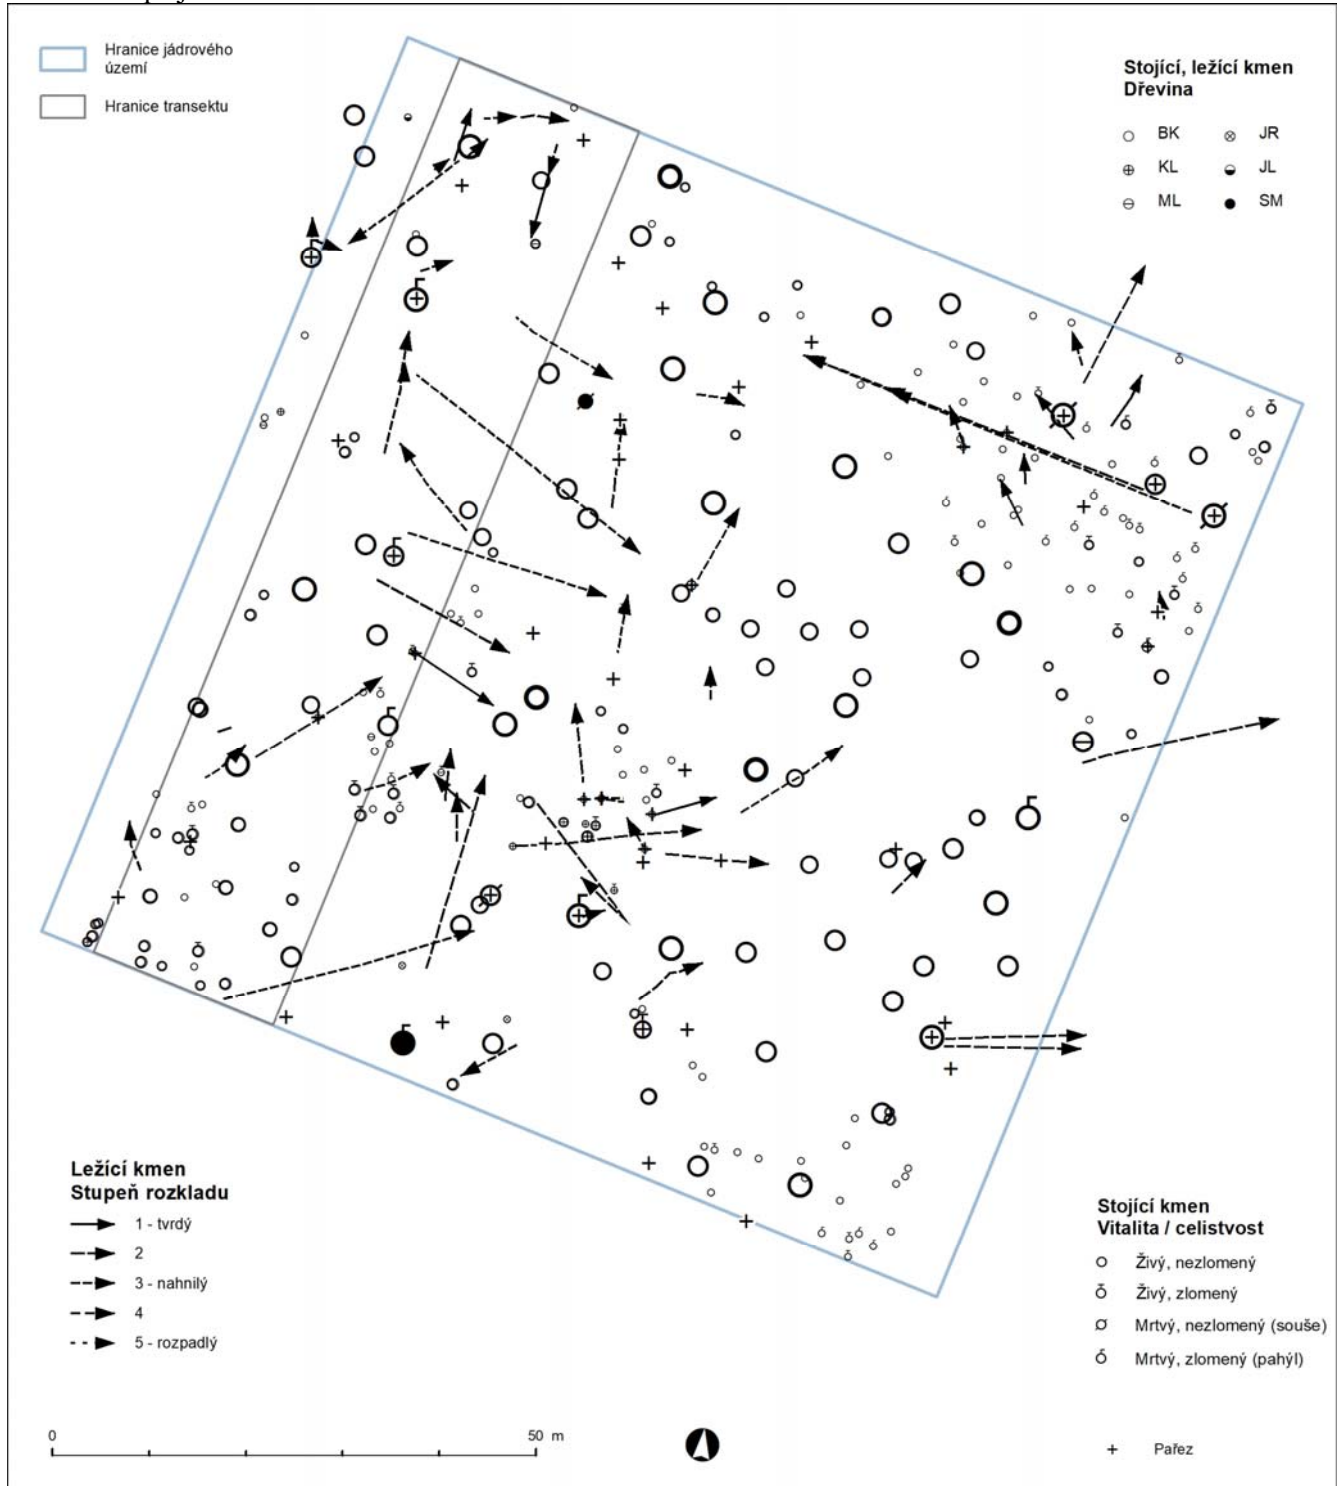 Hranice jádrového
území
Hranice transektu
Stojící, ležící kmen
Dřevina
BK
JR
KL
JL
ML
SM
Ležící kmen
Stupeň rozkladu
1 - tvrdý
2
3 - nahnilý
4
5 - rozpadlý
Stojící kmen
Vitalita / celistvost
Živý, nezlomený
Živý, zlomený
Mrtvý, nezlomený (souše)
Mrtvý, zlomený (pahýl)
Pařez
0 50 m